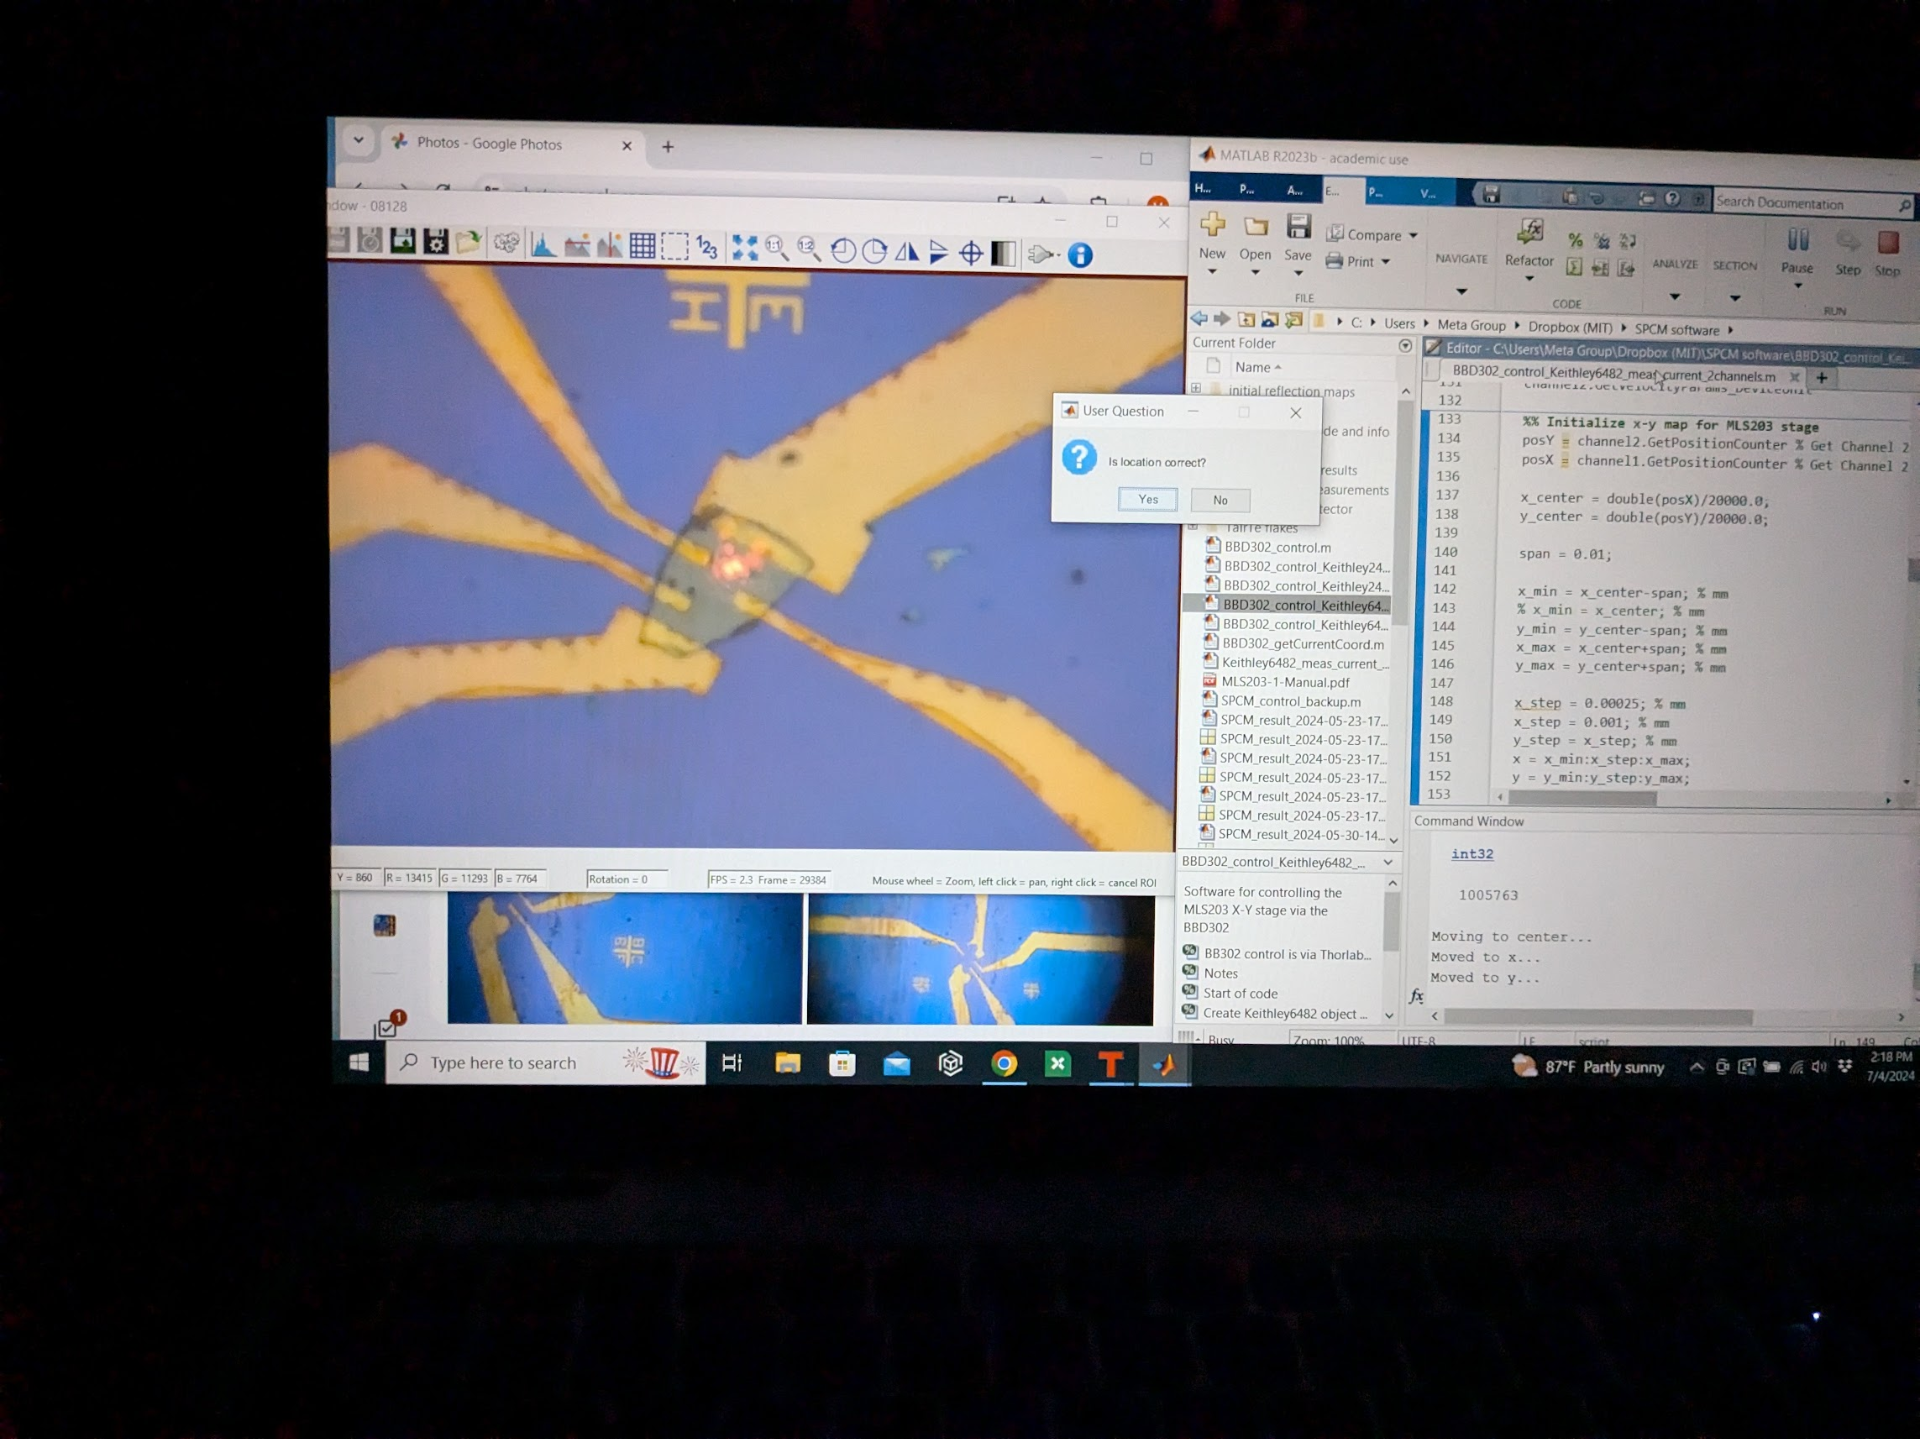 Photos - Google Photos
dow - 08128
1:1
1:2
123
H E
Y = 860 R = 13415 G = 11293 B = 7764 Rotation = 0 FPS = 2.3 Frame = 29384 Mouse wheel = Zoom, left click = pan, right click = cancel ROI
1
User Question
Is location correct?
Yes No
MATLAB R2023b - academic use
H... P... A... E... P... V...
Search Documentation
New Open Save
Compare
Print
FILE
NAVIGATE
Refactor
CODE
ANALYZE
SECTION
Pause Step Stop
RUN
C: Users Meta Group Dropbox (MIT) SPCM software
Current Folder
Name
initial reflection maps
de and info
results
easurements
tector
TaIrTe flakes
BBD302_control.m
BBD302_control_Keithley24...
BBD302_control_Keithley24...
BBD302_control_Keithley64...
BBD302_control_Keithley64...
BBD302_getCurrentCoord.m
Keithley6482_meas_current_...
MLS203-1-Manual.pdf
SPCM_control_backup.m
SPCM_result_2024-05-23-17...
SPCM_result_2024-05-23-17...
SPCM_result_2024-05-23-17...
SPCM_result_2024-05-23-17...
SPCM_result_2024-05-23-17...
SPCM_result_2024-05-23-17...
SPCM_result_2024-05-30-14...
BBD302_control_Keithley6482_...
Software for controlling the
MLS203 X-Y stage via the
BBD302
BB302 control is via Thorlab...
Notes
Start of code
Create Keithley6482 object ...
Editor - C:\Users\Meta Group\Dropbox (MIT)\SPCM software\BBD302_control_Kei...
BBD302_control_Keithley6482_meas_current_2channels.m
131
132
133 %% Initialize x-y map for MLS203 stage
134 posY = channel2.GetPositionCounter % Get Channel 2
135 posX = channel1.GetPositionCounter % Get Channel 2
136
137 x_center = double(posX)/20000.0;
138 y_center = double(posY)/20000.0;
139
140 span = 0.01;
141
142 x_min = x_center-span; % mm
143 % x_min = x_center; % mm
144 y_min = y_center-span; % mm
145 x_max = x_center+span; % mm
146 y_max = y_center+span; % mm
147
148 x_step = 0.00025; % mm
149 x_step = 0.001; % mm
150 y_step = x_step; % mm
151 x = x_min:x_step:x_max;
152 y = y_min:y_step:y_max;
153
Command Window
int32
1005763
Moving to center...
Moved to x...
Moved to y...
fx
Busy Zoom: 100% UTF-8 LF script Ln 149 Co
Type here to search
87°F Partly sunny
2:18 PM
7/4/2024